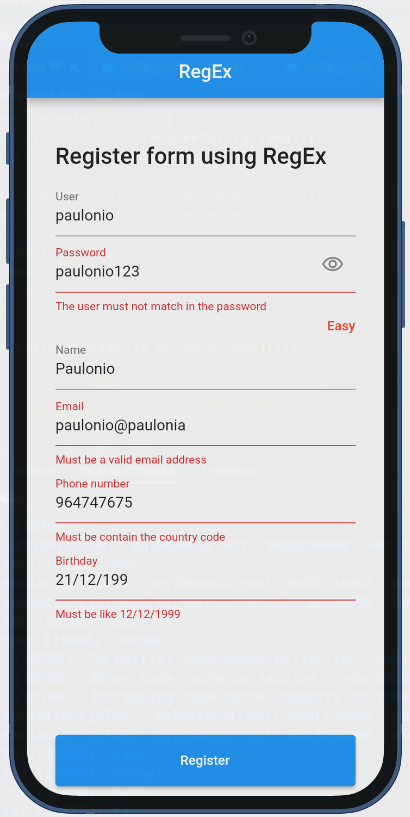 RegEx
Register form using RegEx
User
paulonio
Password
paulonio123
The user must not match in the password
Easy
Name
Paulonio
Email
paulonio@paulonia
Must be a valid email address
Phone number
964747675
Must be contain the country code
Birthday
21/12/199
Must be like 12/12/1999
Register